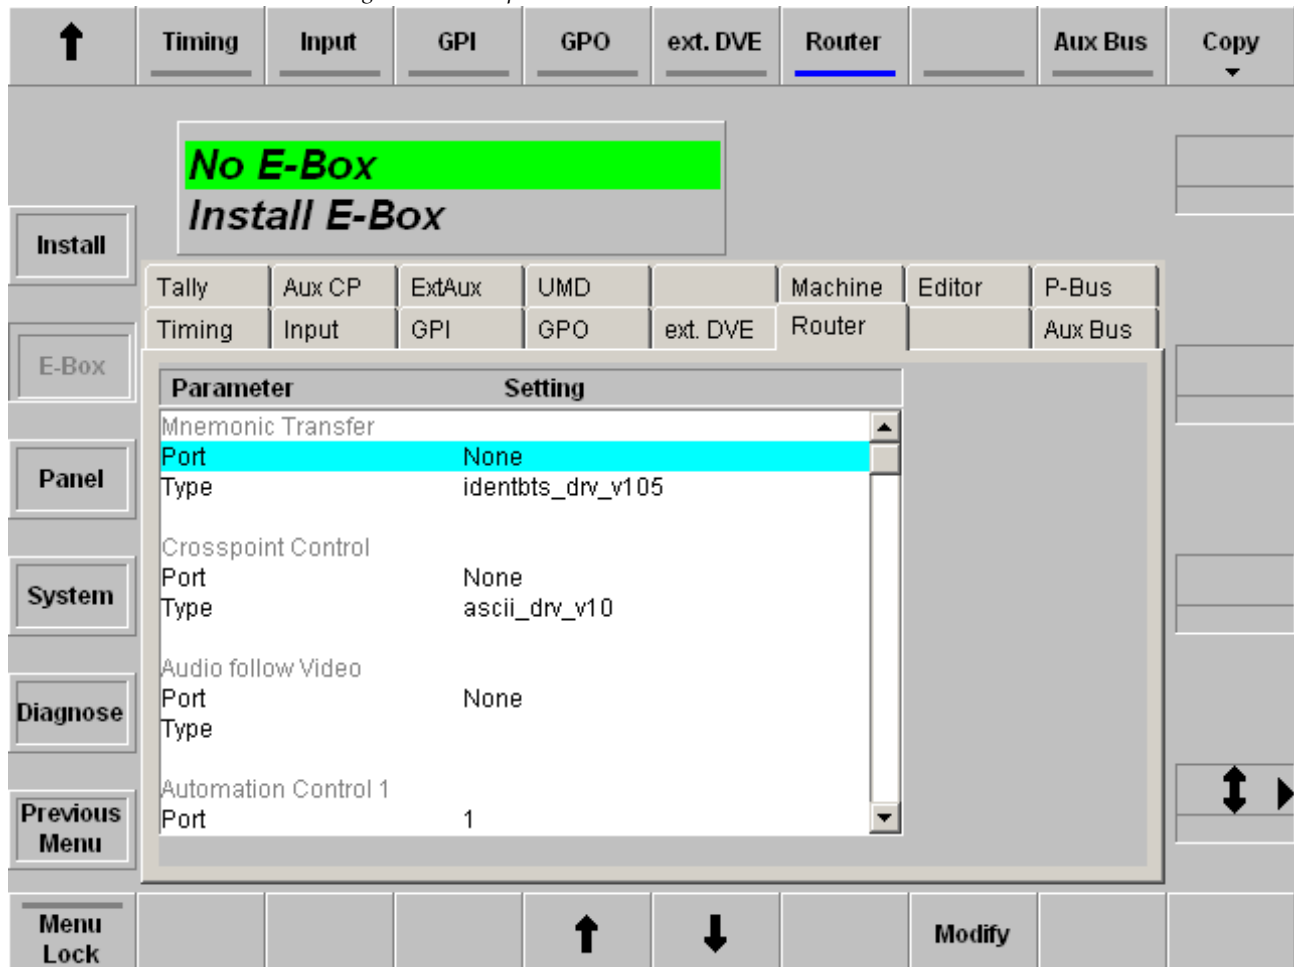 Timing Input GPI GPO ext. DVE Router Aux Bus Copy
No E-Box
Install E-Box
Install
Tally Aux CP ExtAux UMD Machine Editor P-Bus
Timing Input GPI GPO ext. DVE Router Aux Bus
E-Box
Parameter Setting
Mnemonic Transfer
Port None
Type identbts_drv_v105
Panel
Crosspoint Control
Port None
Type ascii_drv_v10
System
Audio follow Video
Port None
Type
Diagnose
Automation Control 1
Port 1
Previous
Menu
Menu
Lock
Modify